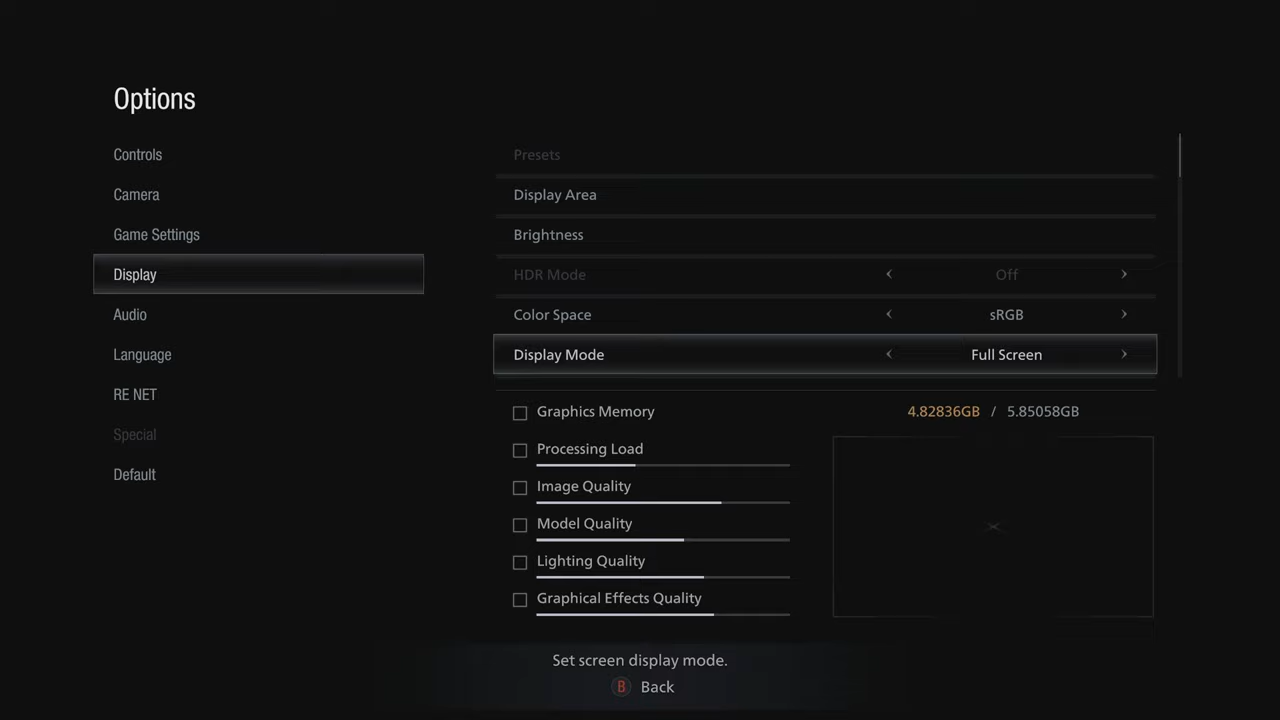 Options
Controls
Camera
Game Settings
Display
Audio
Language
RE NET
Special
Default
Presets
Display Area
Brightness
HDR Mode Off
Color Space sRGB
Display Mode Full Screen
Graphics Memory 4.82836GB / 5.85058GB
Processing Load
Image Quality
Model Quality
Lighting Quality
Graphical Effects Quality
Set screen display mode.
B Back